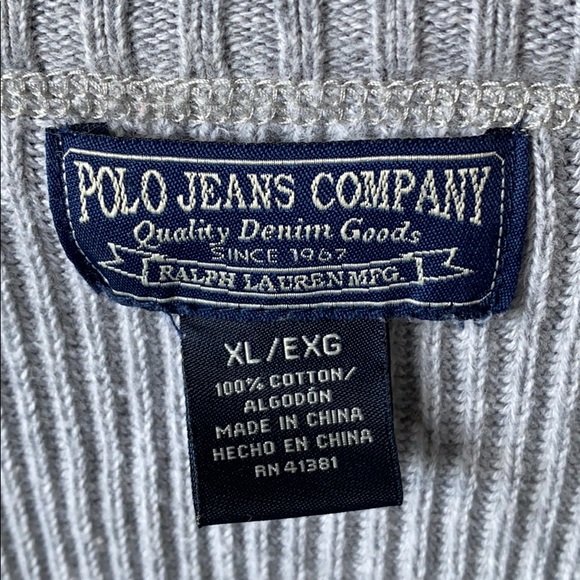 POLO JEANS COMPANY
Quality Denim Goods
SINCE 1967
RALPH LAUREN MFG.
XL/EXG
100% COTTON/
ALGODÓN
MADE IN CHINA
HECHO EN CHINA
RN 41381